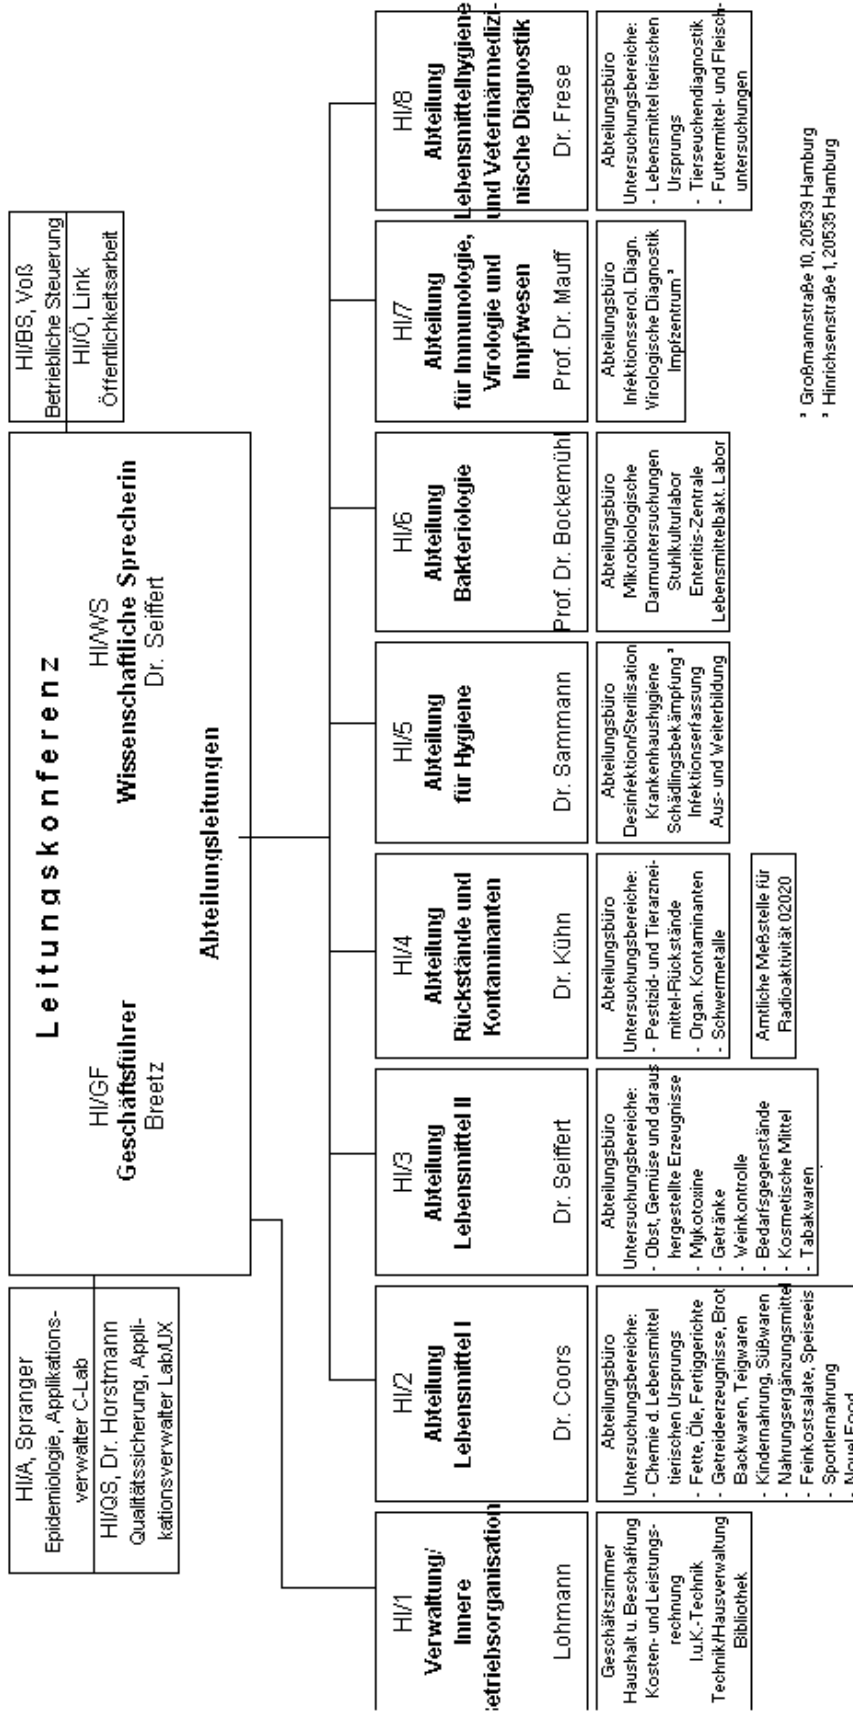 HI/A, Spranger
Epidemiologie, Applikations-
verwalter C-Lab
HI/QS, Dr. Horstmann
Qualitätssicherung, Appli-
kationsverwalter Lab/UX
Leitungskonferenz
HI/GF
Geschäftsführer
Breetz
HI/WS
Wissenschaftliche Sprecherin
Dr. Seiffert
Abteilungsleitungen
HI/BS, Voß
Betriebliche Steuerung
HI/Ö, Link
Öffentlichkeitsarbeit
HI/1
Verwaltung/
Innere
etriebsorganisation
Lohmann
Geschäftszimmer
Haushalt u. Beschaffung
Kosten- und Leistungs-
rechnung
I.u.K.-Technik
Technik/Hausverwaltung
Bibliothek
HI/2
Abteilung
Lebensmittel I
Dr. Coors
Abteilungsbüro
Untersuchungsbereiche:
- Chemie d. Lebensmittel
tierischen Ursprungs
- Fette, Öle, Fertiggerichte
- Getreideerzeugnisse, Brot
Backwaren, Teigwaren
- Kindernahrung, Süßwaren
- Nahrungsergänzungsmittel
- Feinkostsalate, Speiseeis
- Sportlernahrung
- Novel Food
HI/3
Abteilung
Lebensmittel II
Dr. Seiffert
Abteilungsbüro
Untersuchungsbereiche:
- Obst, Gemüse und daraus
hergestellte Erzeugnisse
- Mykotoxine
- Getränke
- Weinkontrolle
- Bedarfsgegenstände
- Kosmetische Mittel
- Tabakwaren
HI/4
Abteilung
Rückstände und
Kontaminanten
Dr. Kühn
Abteilungsbüro
Untersuchungsbereiche:
- Pestizid- und Tierarznei-
mittel-Rückstände
- Organ. Kontaminanten
- Schwermetalle
Amtliche Meßstelle für
Radioaktivität 02020
HI/5
Abteilung
für Hygiene
Dr. Sammann
Abteilungsbüro
Desinfektion/Sterilisation
Krankenhaushygiene
Schädlingsbekämpfung
Infektionserfassung
Aus- und Weiterbildung
HI/6
Abteilung
Bakteriologie
Prof. Dr. Bockemühl
Abteilungsbüro
Mikrobiologische
Darmuntersuchungen
Stuhlkulturlabor
Enteritis-Zentrale
Lebensmittelbakt. Labor
HI/7
Abteilung
für Immunologie,
Virologie und
Impfwesen
Prof. Dr. Mauff
Abteilungsbüro
Infektionsserol. Diagn.
Virologische Diagnostik
Impfzentrum
HI/8
Abteilung
Lebensmittelhygiene
und Veterinärmedizi-
nische Diagnostik
Dr. Frese
Abteilungsbüro
Untersuchungsbereiche:
- Lebensmittel tierischen
Ursprungs
- Tierseuchendiagnostik
- Futtermittel- und Fleisch-
untersuchungen
Großmannstraße 10, 20539 Hamburg
Hinrichsenstraße 1, 20535 Hamburg